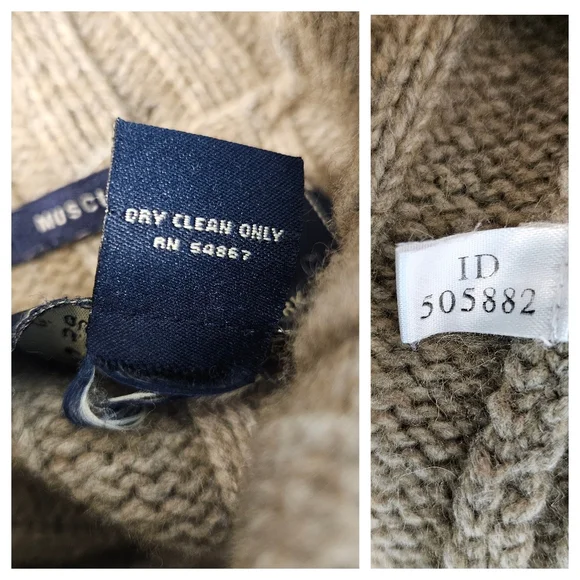 DRY CLEAN ONLY
RN 54867
ID
505882